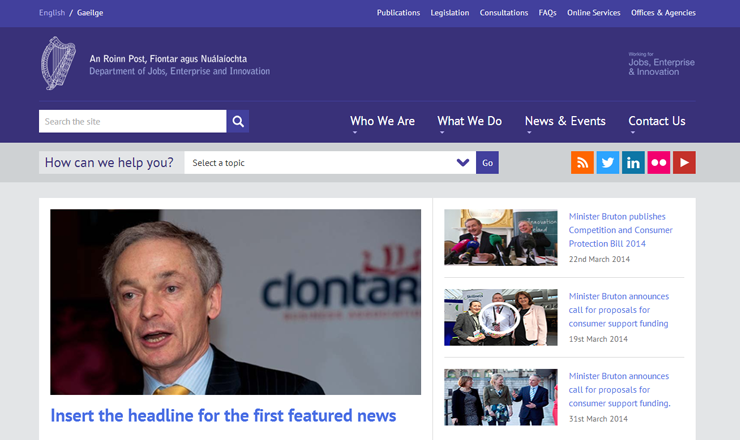 English / Gaeilge
Publications Legislation Consultations FAQs Online Services Offices & Agencies
An Roinn Post, Fiontar agus Nuálaíochta
Department of Jobs, Enterprise and Innovation
Working for
Jobs, Enterprise
& Innovation
Search the site
Who We Are What We Do News & Events Contact Us
How can we help you? Select a topic Go
clontar
BUSINESS ASSOCIATION
Insert the headline for the first featured news
Minister Bruton publishes
Competition and Consumer
Protection Bill 2014
22nd March 2014
Minister Bruton announces
call for proposals for
consumer support funding
19st March 2014
Minister Bruton announces
call for proposals for
consumer support funding.
31st March 2014